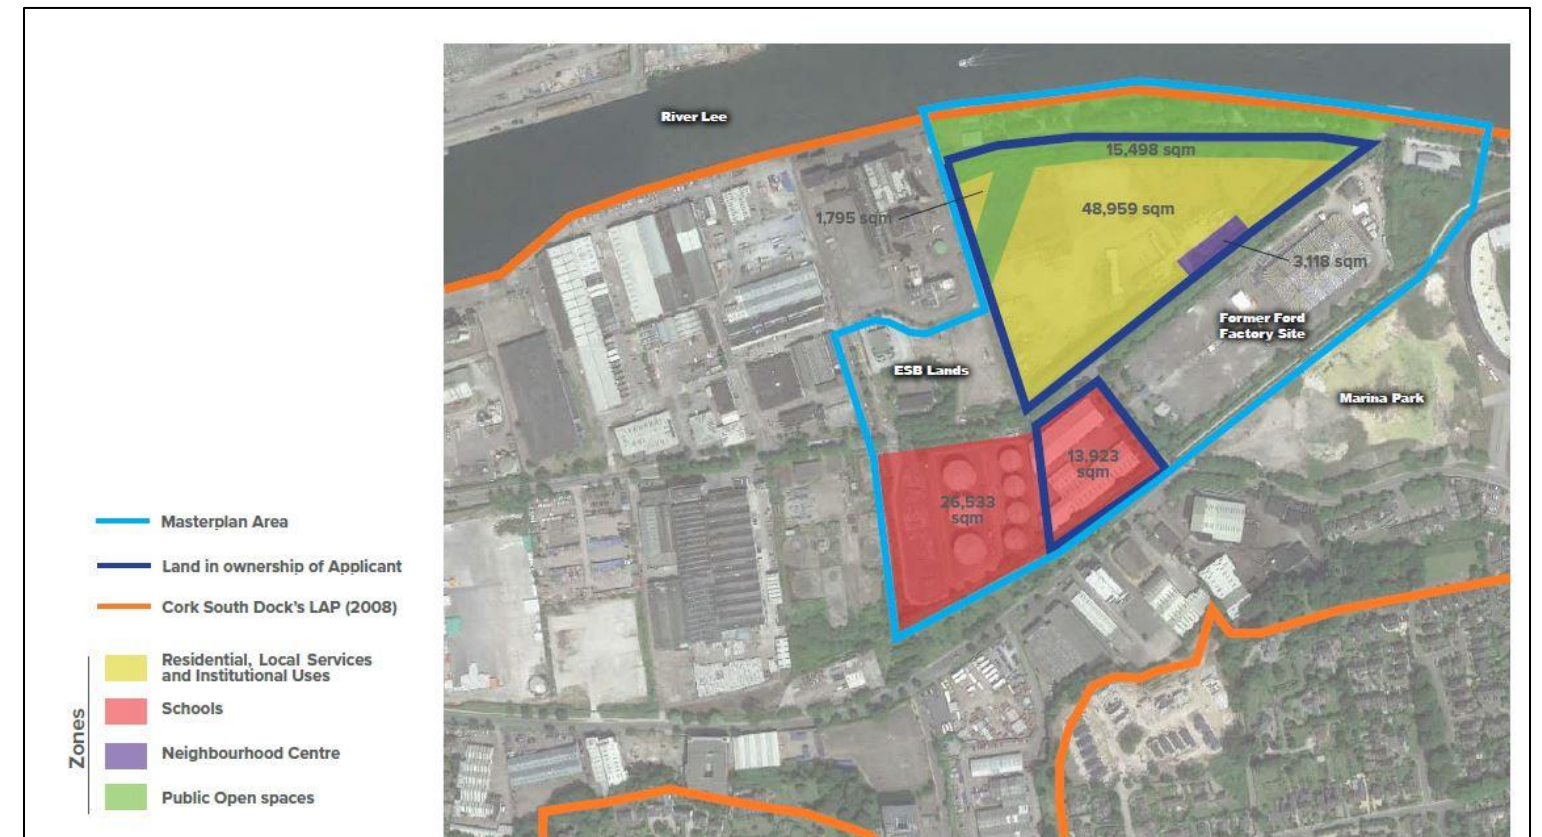 River Lee
15,498 sqm
1,795 sqm
48,959 sqm
3,118 sqm
Former Ford
Factory Site
ESB Lands
Marina Park
13,923
sqm
26,533
sqm
Masterplan Area
Land in ownership of Applicant
Cork South Dock's LAP (2008)
Zones
Residential, Local Services
and Institutional Uses
Schools
Neighbourhood Centre
Public Open spaces